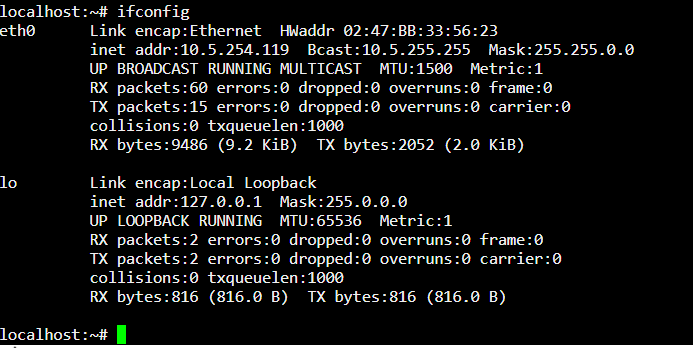 localhost:~# ifconfig
eth0      Link encap:Ethernet  HWaddr 02:47:BB:33:56:23
          inet addr:10.5.254.119  Bcast:10.5.255.255  Mask:255.255.0.0
          UP BROADCAST RUNNING MULTICAST  MTU:1500  Metric:1
          RX packets:60 errors:0 dropped:0 overruns:0 frame:0
          TX packets:15 errors:0 dropped:0 overruns:0 carrier:0
          collisions:0 txqueuelen:1000
          RX bytes:9486 (9.2 KiB)  TX bytes:2052 (2.0 KiB)

lo        Link encap:Local Loopback
          inet addr:127.0.0.1  Mask:255.0.0.0
          UP LOOPBACK RUNNING  MTU:65536  Metric:1
          RX packets:2 errors:0 dropped:0 overruns:0 frame:0
          TX packets:2 errors:0 dropped:0 overruns:0 carrier:0
          collisions:0 txqueuelen:1000
          RX bytes:816 (816.0 B)  TX bytes:816 (816.0 B)

localhost:~#